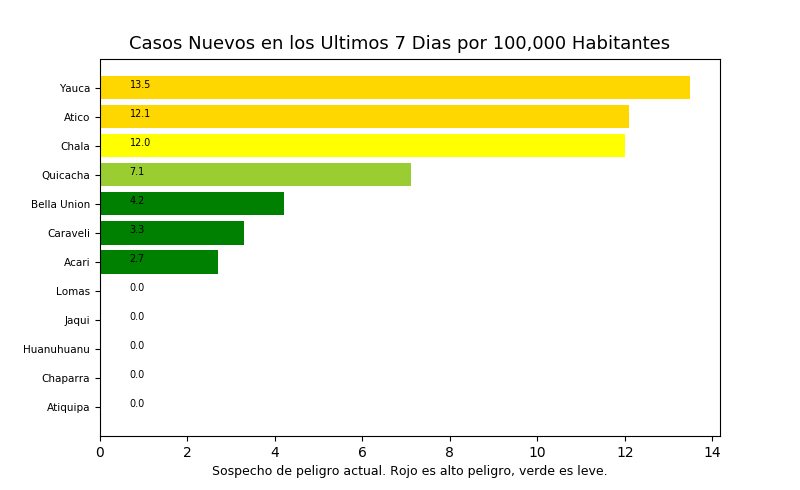 Casos Nuevos en los Ultimos 7 Dias por 100,000 Habitantes
Yauca 13.5
Atico 12.1
Chala 12.0
Quicacha 7.1
Bella Union 4.2
Caraveli 3.3
Acari 2.7
Lomas 0.0
Jaqui 0.0
Huanuhuanu 0.0
Chaparra 0.0
Atiquipa 0.0
0 2 4 6 8 10 12 14
Sospecho de peligro actual. Rojo es alto peligro, verde es leve.